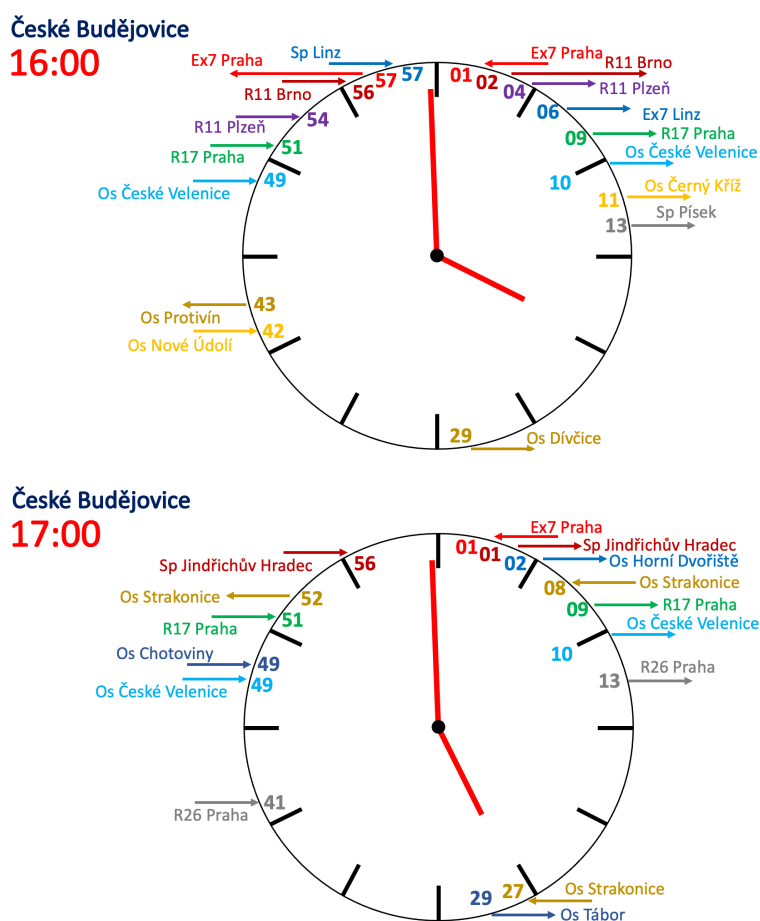 České Budějovice
16:00
Sp Linz
Ex7 Praha
Ex7 Praha
R11 Brno
R11 Brno
R11 Plzeň
R11 Plzeň
Ex7 Linz
R17 Praha
R17 Praha
Os České Velenice
Os České Velenice
Os Černý Kříž
Sp Písek
Os Protivín
Os Nové Údolí
Os Dívčice
57
57
56
54
51
49
43
42
29
01
02
04
06
09
10
11
13
České Budějovice
17:00
Ex7 Praha
Sp Jindřichův Hradec
Os Horní Dvořiště
Sp Jindřichův Hradec
Os Strakonice
Os Strakonice
R17 Praha
R17 Praha
Os České Velenice
Os Chotoviny
R26 Praha
Os České Velenice
R26 Praha
Os Strakonice
Os Tábor
56
52
51
49
49
41
29
27
01
01
02
08
09
10
13